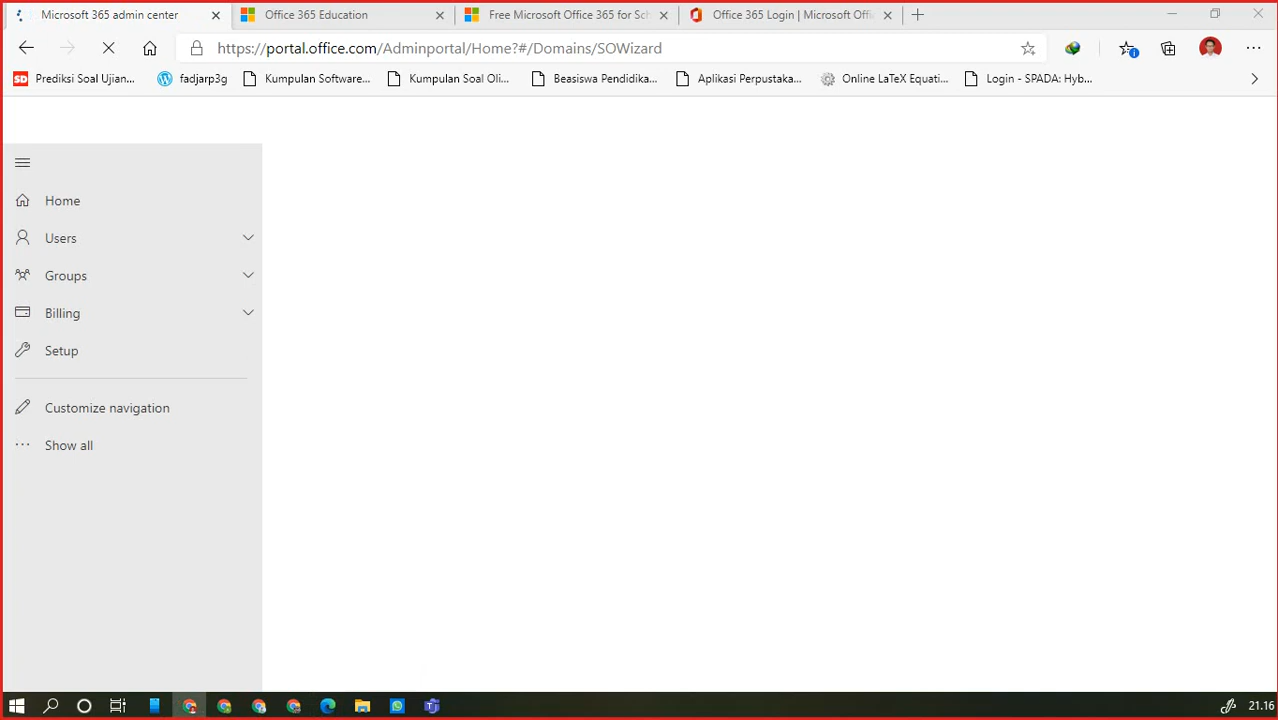 Microsoft 365 admin center
Office 365 Education
Free Microsoft Office 365 for Sch
Office 365 Login | Microsoft Offi
https://portal.office.com/Adminportal/Home?#/Domains/SOWizard
SD
Prediksi Soal Ujian...
fadjarp3g
Kumpulan Software...
Kumpulan Soal Oli...
Beasiswa Pendidika...
Aplikasi Perpustaka...
Online LaTeX Equati...
Login - SPADA: Hyb...
Home
Users
Groups
Billing
Setup
Customize navigation
Show all
21.16